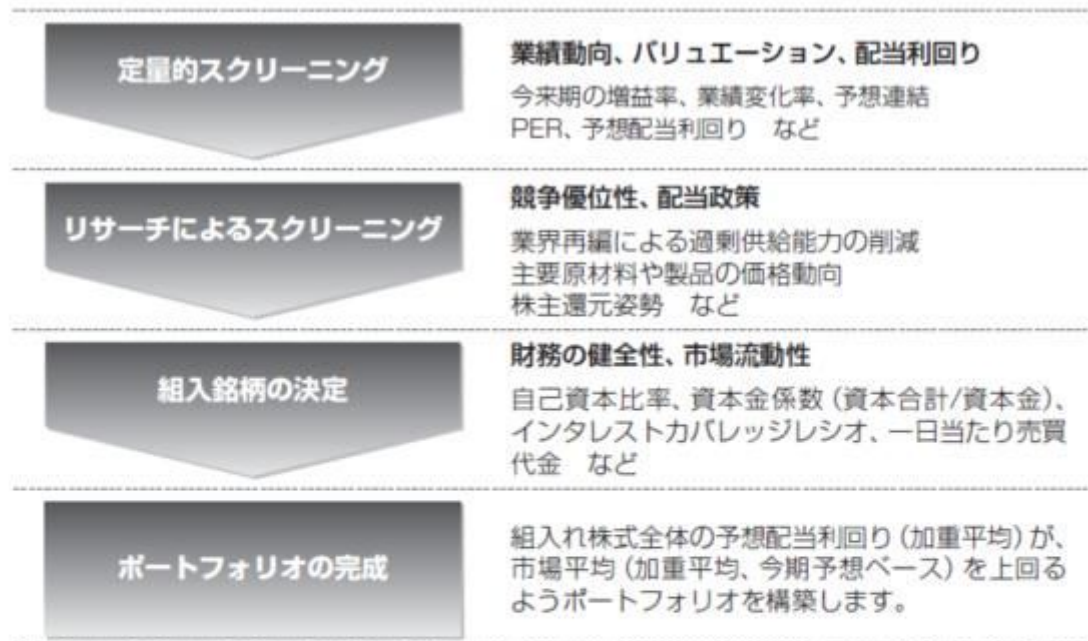 定量的スクリーニング
業績動向、バリュエーション、配当利回り
今来期の増益率、業績変化率、予想連結
PER、予想配当利回り　など
リサーチによるスクリーニング
競争優位性、配当政策
業界再編による過剰供給能力の削減
主要原材料や製品の価格動向
株主還元姿勢　など
組入銘柄の決定
財務の健全性、市場流動性
自己資本比率、資本金係数（資本合計/資本金）、
インタレストカバレッジレシオ、一日当たり売買
代金　など
ポートフォリオの完成
組入れ株式全体の予想配当利回り（加重平均）が、
市場平均（加重平均、今期予想ベース）を上回る
ようポートフォリオを構築します。